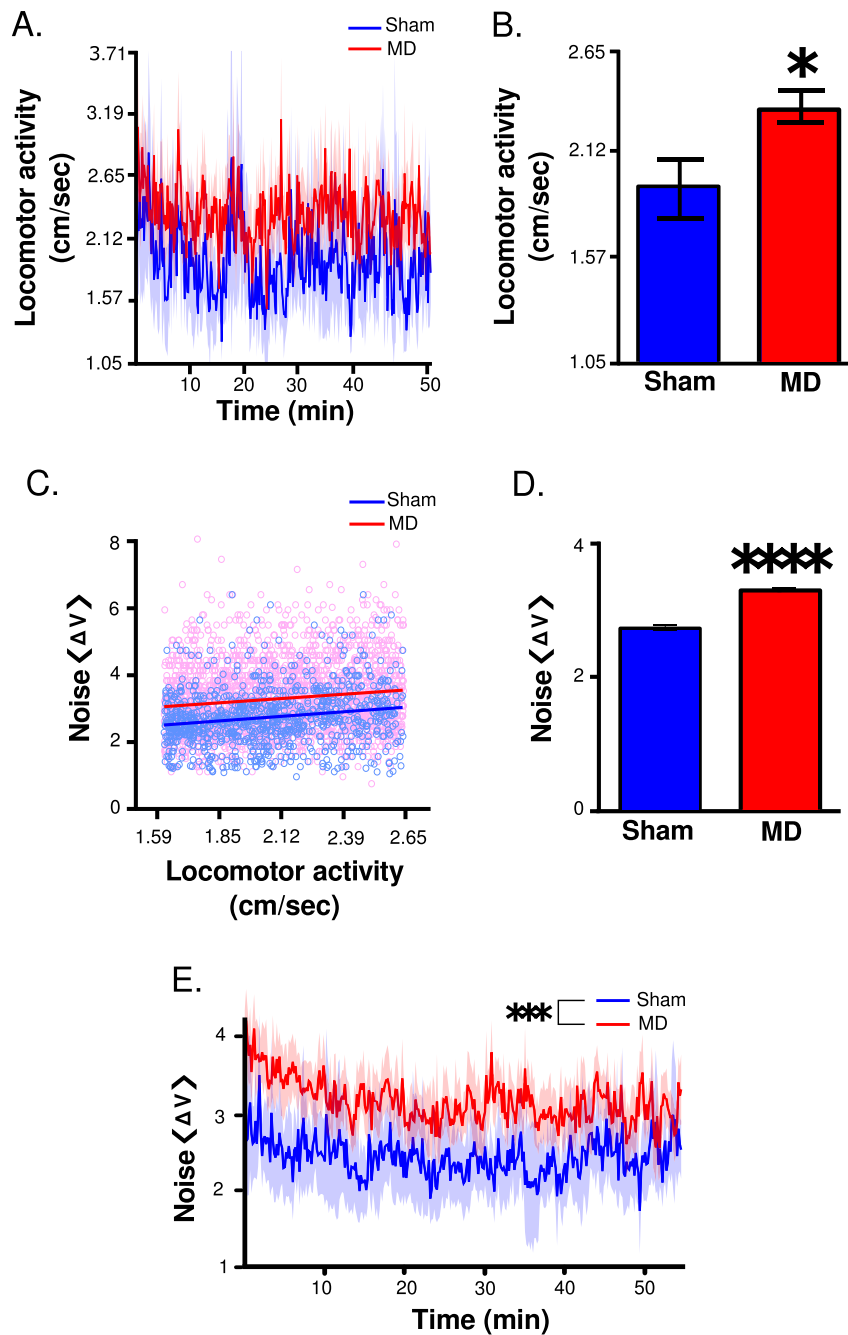 A.
Sham
MD
3.71
3.19
2.65
2.12
1.57
1.05
Locomotor activity
(cm/sec)
10
20
30
40
50
Time (min)
B.
*
2.65
2.12
1.57
1.05
Locomotor activity
(cm/sec)
Sham
MD
C.
Sham
MD
8
6
4
2
0
Noise <ΔV>
1.59
1.85
2.12
2.39
2.65
Locomotor activity
(cm/sec)
D.
****
4
2
0
Noise <ΔV>
Sham
MD
E.
***
Sham
MD
4
3
2
1
Noise <ΔV>
10
20
30
40
50
Time (min)